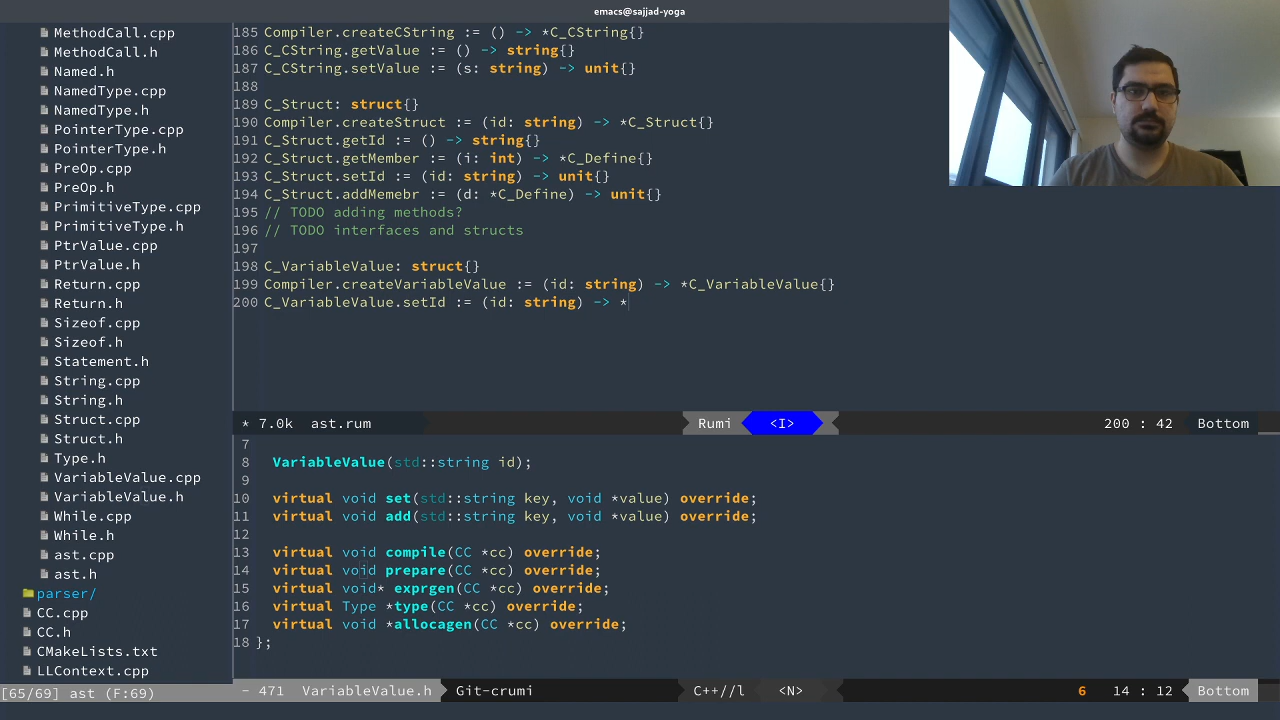 emacs@sajjad-yoga
MethodCall.cpp
MethodCall.h
Named.h
NamedType.cpp
NamedType.h
PointerType.cpp
PointerType.h
PreOp.cpp
PreOp.h
PrimitiveType.cpp
PrimitiveType.h
PtrValue.cpp
PtrValue.h
Return.cpp
Return.h
Sizeof.cpp
Sizeof.h
Statement.h
String.cpp
String.h
Struct.cpp
Struct.h
Type.h
VariableValue.cpp
VariableValue.h
While.cpp
While.h
ast.cpp
ast.h
parser/
CC.cpp
CC.h
CMakeLists.txt
LLContext.cpp
[65/69] ast (F:69)
185 Compiler.createCString := () -> *C_CString{}
186 C_CString.getValue := () -> string{}
187 C_CString.setValue := (s: string) -> unit{}
188
189 C_Struct: struct{}
190 Compiler.createStruct := (id: string) -> *C_Struct{}
191 C_Struct.getId := () -> string{}
192 C_Struct.getMember := (i: int) -> *C_Define{}
193 C_Struct.setId := (id: string) -> unit{}
194 C_Struct.addMemebr := (d: *C_Define) -> unit{}
195 // TODO adding methods?
196 // TODO interfaces and structs
197
198 C_VariableValue: struct{}
199 Compiler.createVariableValue := (id: string) -> *C_VariableValue{}
200 C_VariableValue.setId := (id: string) -> *
* 7.0k ast.rum Rumi <I> 200 : 42 Bottom
7
8 VariableValue(std::string id);
9
10 virtual void set(std::string key, void *value) override;
11 virtual void add(std::string key, void *value) override;
12
13 virtual void compile(CC *cc) override;
14 virtual void prepare(CC *cc) override;
15 virtual void* exprgen(CC *cc) override;
16 virtual Type *type(CC *cc) override;
17 virtual void *allocagen(CC *cc) override;
18 };
- 471 VariableValue.h Git-crumi C++//l <N> 6 14 : 12 Bottom